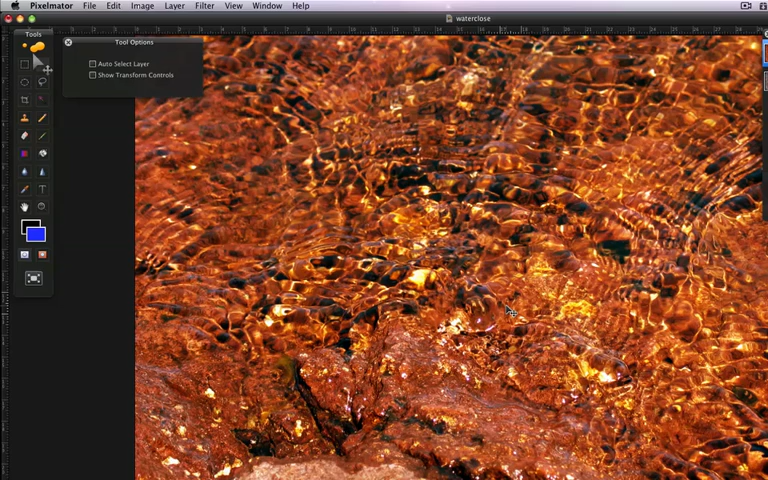 Pixelmator File Edit Image Layer Filter View Window Help
waterclose
Tools
Tool Options
Auto Select Layer
Show Transform Controls